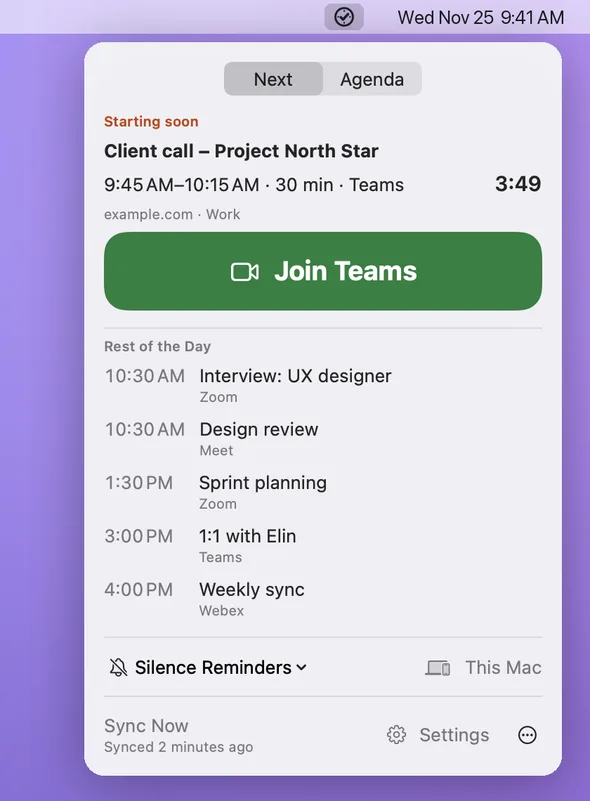 Wed Nov 25 9:41 AM
Next
Agenda
Starting soon
Client call – Project North Star
9:45 AM–10:15 AM · 30 min · Teams
3:49
example.com · Work
Join Teams
Rest of the Day
10:30 AM Interview: UX designer
Zoom
10:30 AM Design review
Meet
1:30 PM Sprint planning
Zoom
3:00 PM 1:1 with Elin
Teams
4:00 PM Weekly sync
Webex
Silence Reminders
This Mac
Sync Now
Synced 2 minutes ago
Settings